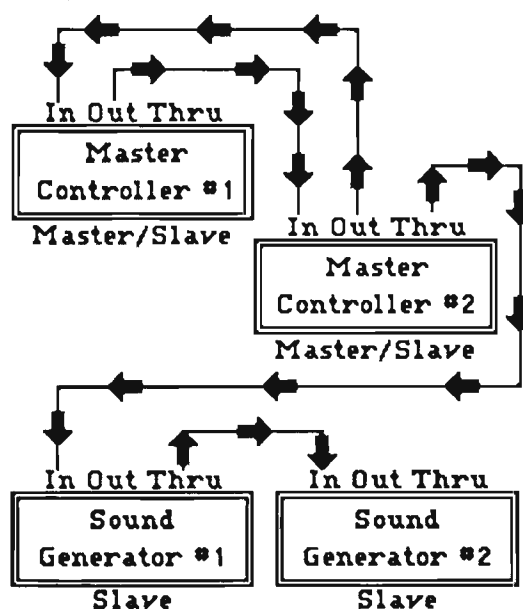 In Out Thru
Master
Controller #1
Master/Slave
In Out Thru
Master
Controller #2
Master/Slave
In Out Thru
Sound
Generator #1
Slave
In Out Thru
Sound
Generator #2
Slave